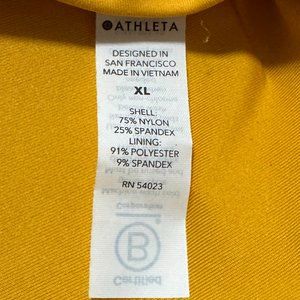 ATHLETA
DESIGNED IN
SAN FRANCISCO
MADE IN VIETNAM
XL
SHELL:
75% NYLON
25% SPANDEX
LINING:
91% POLYESTER
9% SPANDEX
RN 54023
Corporation
B
Certified